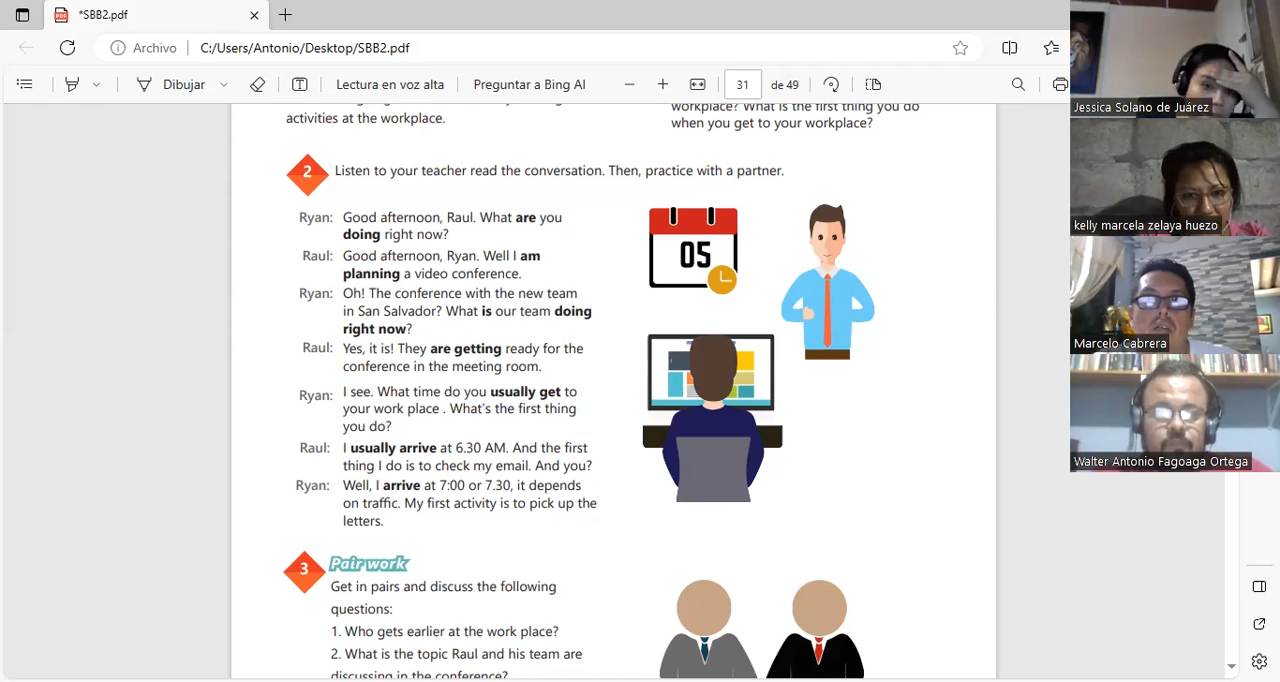 *SBB2.pdf
Archivo
C:/Users/Antonio/Desktop/SBB2.pdf
Dibujar
Lectura en voz alta
Preguntar a Bing AI
31
de 49
activities at the workplace.
workplace? What is the first thing you do
when you get to your workplace?
2
Listen to your teacher read the conversation. Then, practice with a partner.
Ryan: Good afternoon, Raul. What are you
doing right now?
Raul: Good afternoon, Ryan. Well I am
planning a video conference.
Ryan: Oh! The conference with the new team
in San Salvador? What is our team doing
right now?
Raul: Yes, it is! They are getting ready for the
conference in the meeting room.
Ryan: I see. What time do you usually get to
your work place . What's the first thing
you do?
Raul: I usually arrive at 6.30 AM. And the first
thing I do is to check my email. And you?
Ryan: Well, I arrive at 7:00 or 7.30, it depends
on traffic. My first activity is to pick up the
letters.
05
3
Pair work
Get in pairs and discuss the following
questions:
1. Who gets earlier at the work place?
2. What is the topic Raul and his team are
discussing in the conference?
Jessica Solano de Juárez
kelly marcela zelaya huezo
Marcelo Cabrera
Walter Antonio Fagoaga Ortega